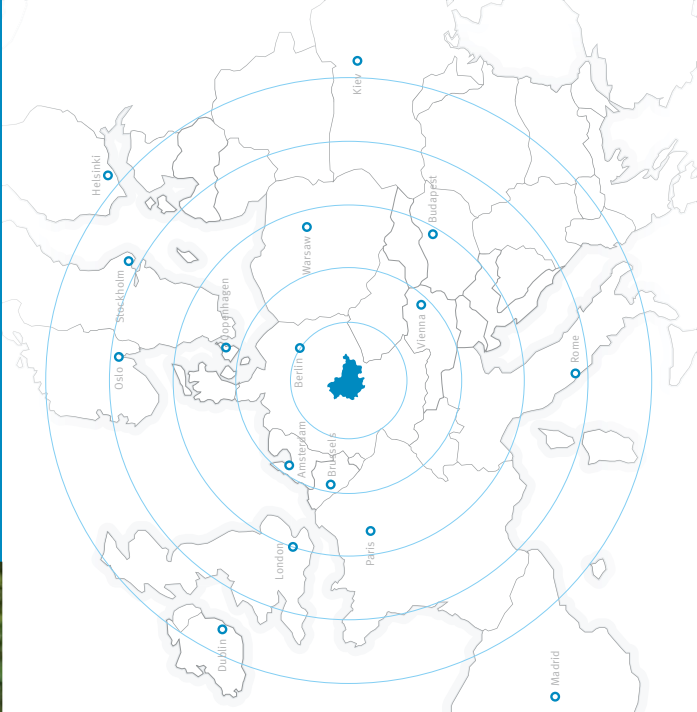 Kiev
Helsinki
Budapest
Warsaw
Stockholm
Copenhagen
Vienna
Oslo
Berlin
Rome
Amsterdam
Brussels
London
Paris
Dublin
Madrid